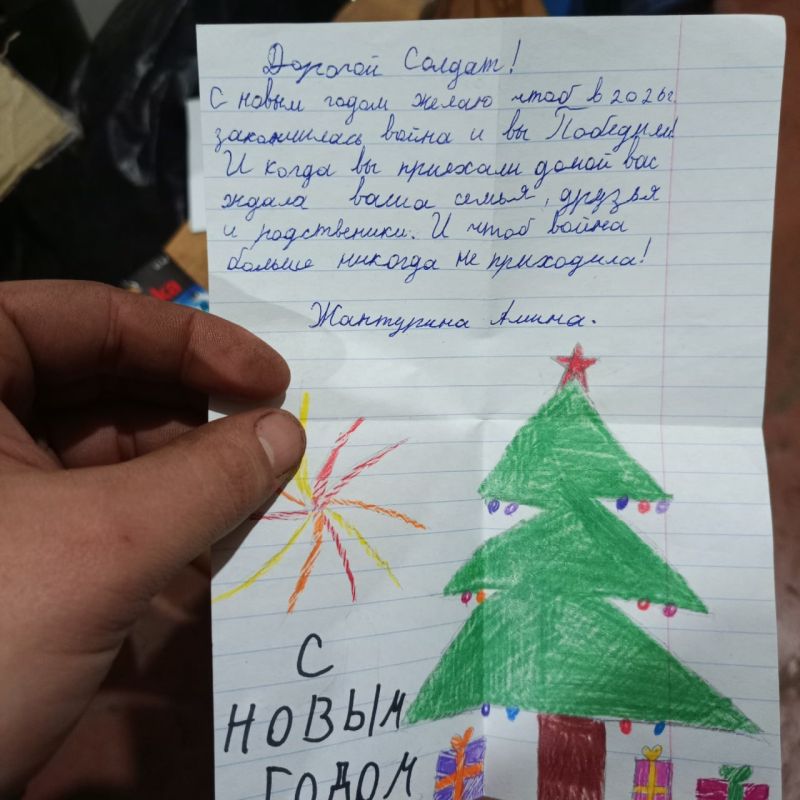 Дорогой Солдат!
С новым годом желаю чтоб в 2026г.
закончилась война и вы Победили!
И когда вы приехали домой вас
ждала ваша семья, друзья
и родственики. И чтоб война
больше никогда не приходила!
Жантурина Амина.
С
НОВЫМ
ГОДОМ